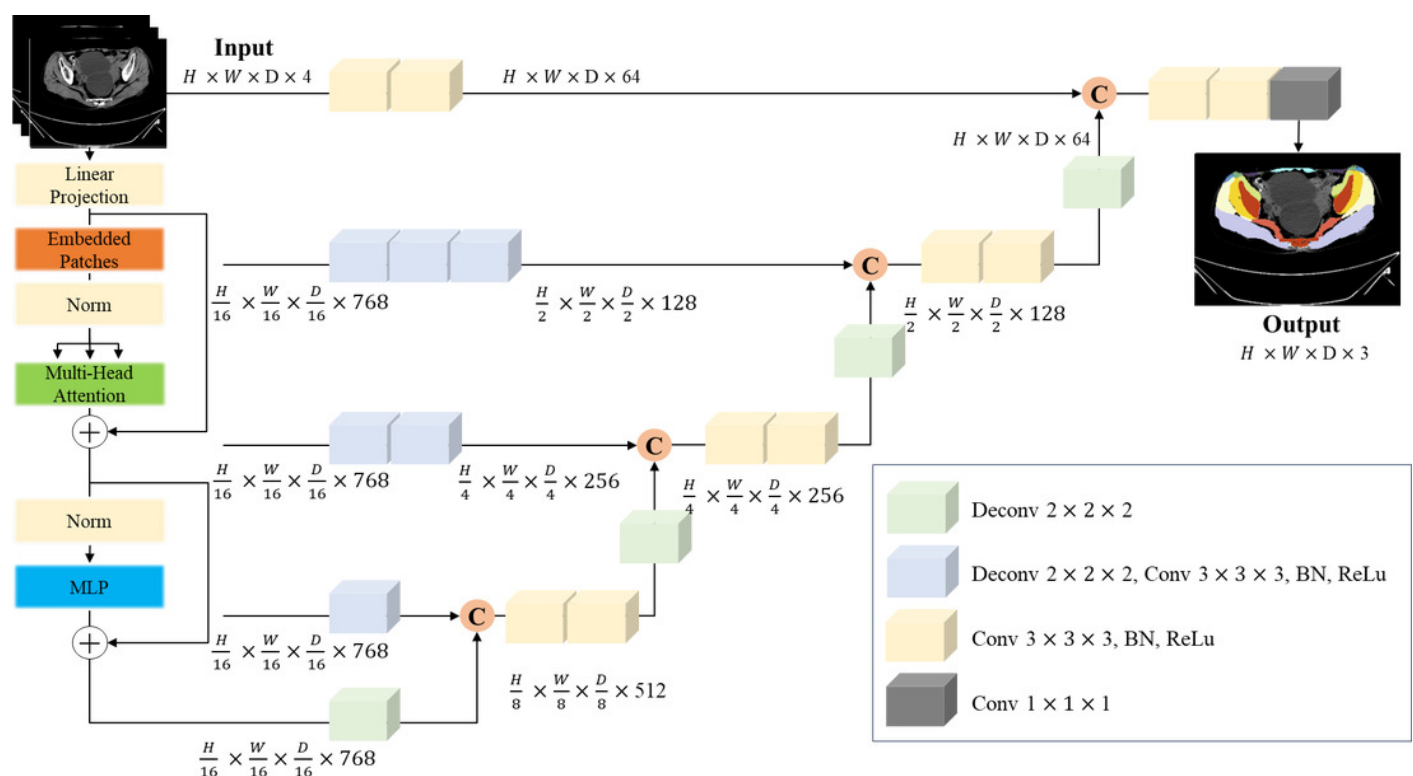 Input
H × W × D × 4
H × W × D × 64
C
H × W × D × 64
Linear
Projection
Embedded
Patches
Norm
Multi-Head
Attention
+
Norm
MLP
+
H/16 × W/16 × D/16 × 768
H/2 × W/2 × D/2 × 128
C
H/2 × W/2 × D/2 × 128
Output
H × W × D × 3
H/16 × W/16 × D/16 × 768
H/4 × W/4 × D/4 × 256
C
H/4 × W/4 × D/4 × 256
H/16 × W/16 × D/16 × 768
C
H/8 × W/8 × D/8 × 512
H/16 × W/16 × D/16 × 768
Deconv 2 × 2 × 2
Deconv 2 × 2 × 2, Conv 3 × 3 × 3, BN, ReLu
Conv 3 × 3 × 3, BN, ReLu
Conv 1 × 1 × 1